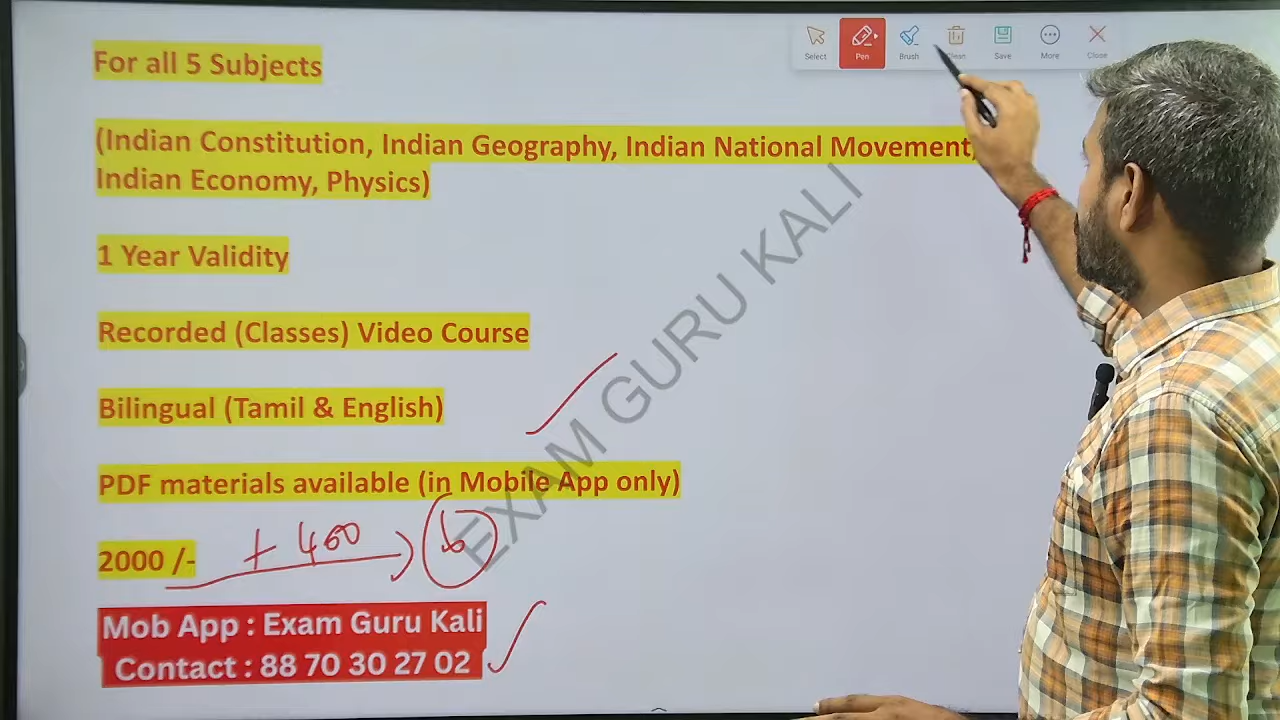 For all 5 Subjects
Select Pen Brush Clean Save More Close
(Indian Constitution, Indian Geography, Indian National Movement,
Indian Economy, Physics)
1 Year Validity
Recorded (Classes) Video Course
Bilingual (Tamil & English)
PDF materials available (in Mobile App only)
2000 /- + 400
Mob App : Exam Guru Kali
Contact : 88 70 30 27 02
EXAM GURU KALI